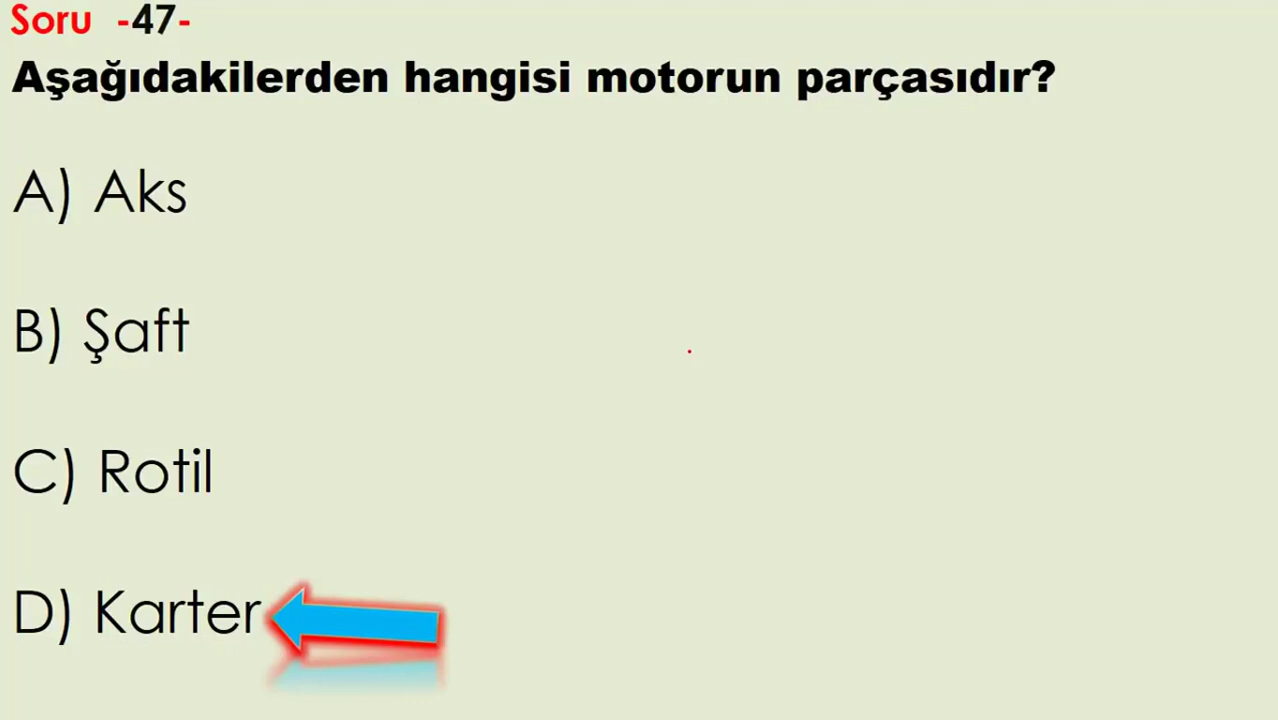 Soru -47-
Aşağıdakilerden hangisi motorun parçasıdır?
A) Aks
B) Şaft
C) Rotil
D) Karter